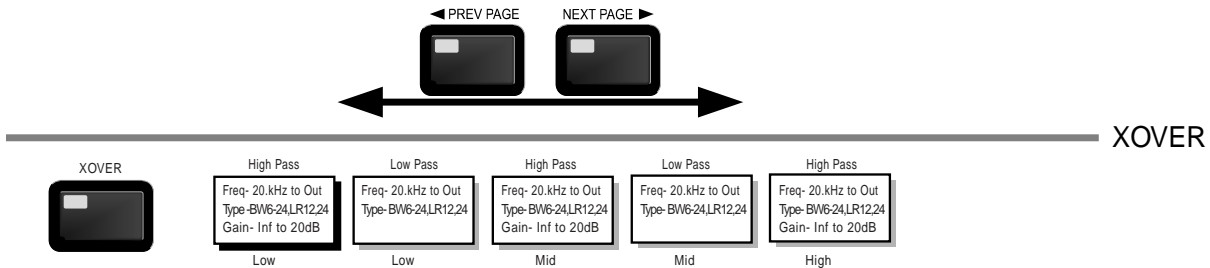 ◄ PREV PAGE NEXT PAGE ►
XOVER
XOVER
High Pass
Freq- 20.kHz to Out
Type -BW6-24,LR12,24
Gain- Inf to 20dB
Low
Low Pass
Freq- 20.kHz to Out
Type- BW6-24,LR12,24
Low
High Pass
Freq- 20.kHz to Out
Type- BW6-24,LR12,24
Gain- Inf to 20dB
Mid
Low Pass
Freq- 20.kHz to Out
Type- BW6-24,LR12,24
Mid
High Pass
Freq- 20.kHz to Out
Type- BW6-24,LR12,24
Gain- Inf to 20dB
High